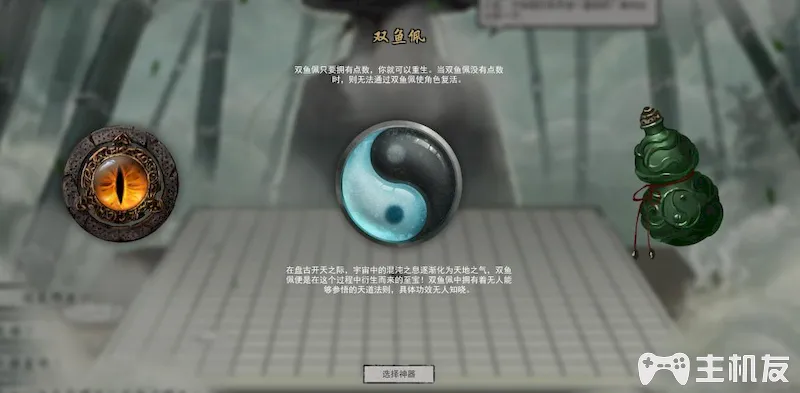 双鱼佩
双鱼佩只要拥有点数，你就可以重生。当双鱼佩没有点数
时，则无法通过双鱼佩使角色复活。
在盘古开天之际，宇宙中的混沌之息逐渐化为天地之气，双鱼
佩便是在这个过程中衍生而来的至宝！双鱼佩中拥有着无人能
够参悟的天道法则，具体功效无人知晓。
选择神器
主机友